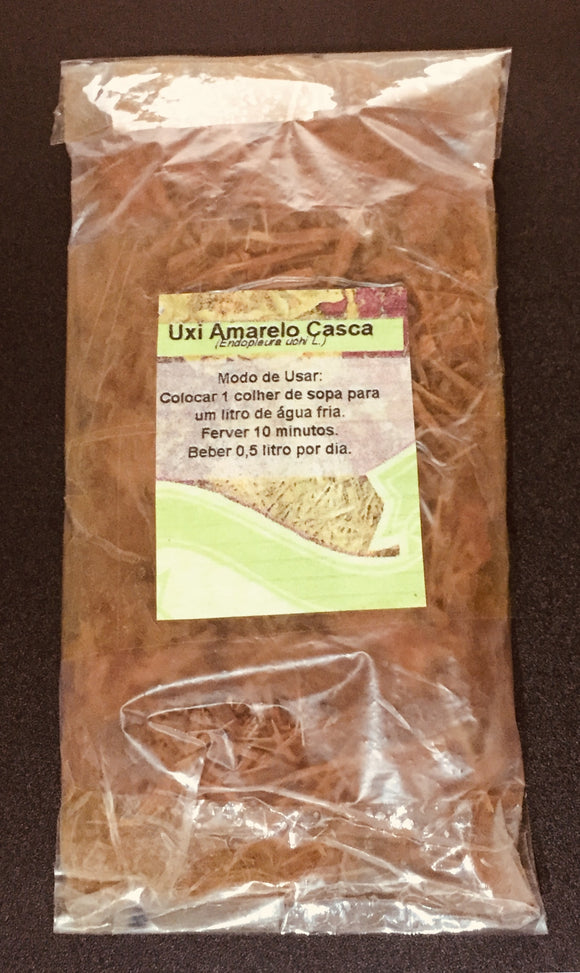 Uxi Amarelo Casca
(Endopleura uchi L.)
Modo de Usar:
Colocar 1 colher de sopa para
um litro de água fria.
Ferver 10 minutos.
Beber 0,5 litro por dia.